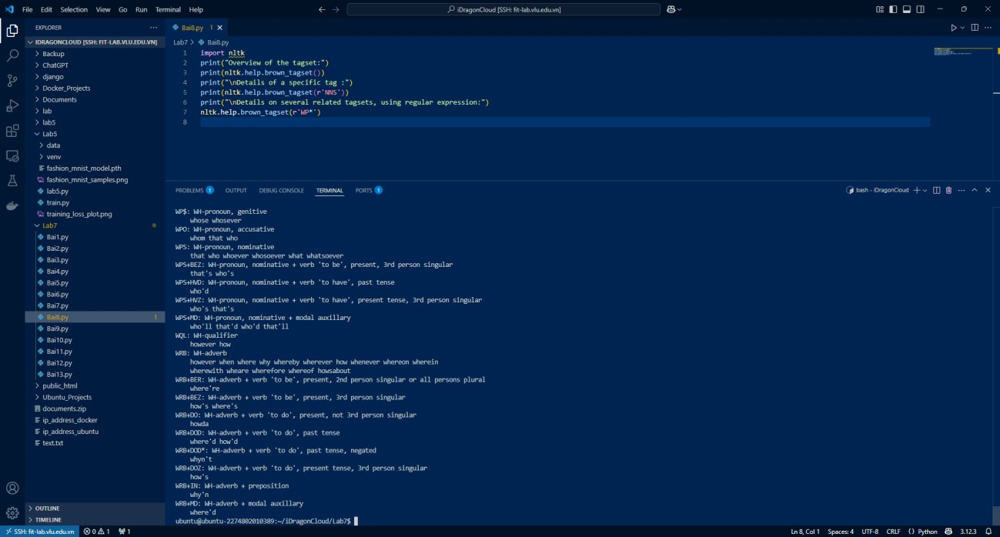 File Edit Selection View Go Run Terminal Help
iDragonCloud [SSH: fit-lab.vlu.edu.vn]
EXPLORER
IDRAGONCLOUD [SSH: FIT-LAB.VLU.EDU.VN]
Backup
ChatGPT
django
Docker_Projects
Documents
lab
lab5
Lab5
data
venv
fashion_mnist_model.pth
fashion_mnist_samples.png
lab5.py
train.py
training_loss_plot.png
Lab7
Bai1.py
Bai2.py
Bai3.py
Bai4.py
Bai5.py
Bai6.py
Bai7.py
Bai8.py 1
Bai9.py
Bai10.py
Bai11.py
Bai12.py
Bai13.py
public_html
Ubuntu_Projects
documents.zip
ip_address_docker
ip_address_ubuntu
text.txt
OUTLINE
TIMELINE
Bai8.py 1
Lab7 > Bai8.py
1 import nltk
2 print("Overview of the tagset:")
3 print(nltk.help.brown_tagset())
4 print("\nDetails of a specific tag :")
5 print(nltk.help.brown_tagset(r'NNS'))
6 print("\nDetails on several related tagsets, using regular expression:")
7 nltk.help.brown_tagset(r'WP*')
8
PROBLEMS 1 OUTPUT DEBUG CONSOLE TERMINAL PORTS 1
bash - iDragonCloud
WP$: WH-pronoun, genitive
whose whosever
WPO: WH-pronoun, accusative
whom that who
WPS: WH-pronoun, nominative
that who whoever whosoever what whatsoever
WPS+BEZ: WH-pronoun, nominative + verb 'to be', present, 3rd person singular
that's who's
WPS+HVD: WH-pronoun, nominative + verb 'to have', past tense
who'd
WPS+HVZ: WH-pronoun, nominative + verb 'to have', present tense, 3rd person singular
who's that's
WPS+MD: WH-pronoun, nominative + modal auxillary
who'll that'd who'd that'll
WQL: WH-qualifier
however how
WRB: WH-adverb
however when where why whereby wherever how whenever whereon wherein
wherewith wheare wherefore whereof howsabout
WRB+BER: WH-adverb + verb 'to be', present, 2nd person singular or all persons plural
where're
WRB+BEZ: WH-adverb + verb 'to be', present, 3rd person singular
how's where's
WRB+DO: WH-adverb + verb 'to do', present, not 3rd person singular
howda
WRB+DOD: WH-adverb + verb 'to do', past tense
where'd how'd
WRB+DOD*: WH-adverb + verb 'to do', past tense, negated
whyn't
WRB+DOZ: WH-adverb + verb 'to do', present tense, 3rd person singular
how's
WRB+IN: WH-adverb + preposition
why'n
WRB+MD: WH-adverb + modal auxillary
where'd
ubuntu@ubuntu-2274802010389:~/iDragonCloud/Lab7$
SSH: fit-lab.vlu.edu.vn 0 1 1 Ln 8, Col 1 Spaces: 4 UTF-8 CRLF {} Python 3.12.3